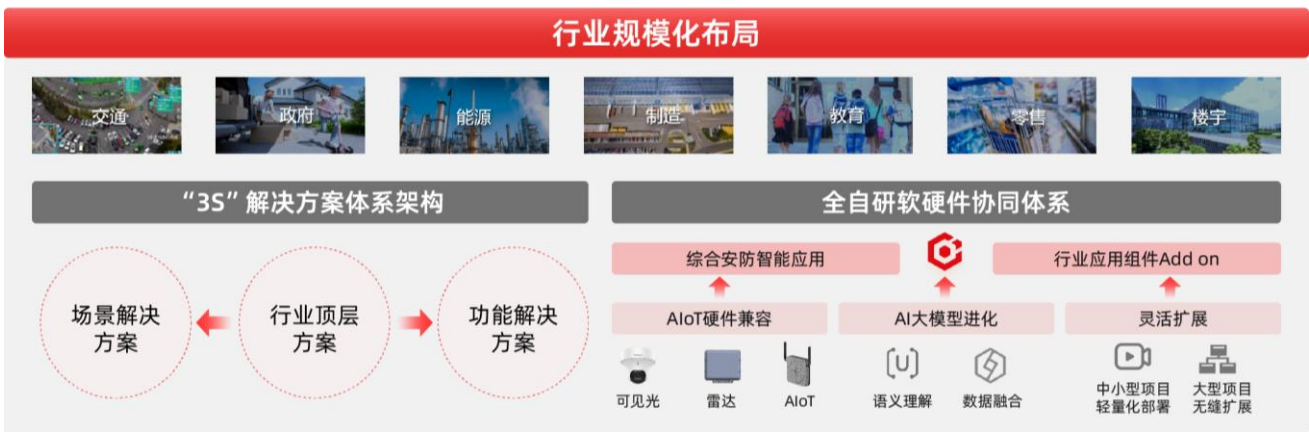 行业规模化布局
交通
政府
能源
制造
教育
零售
楼宇
“3S”解决方案体系架构
全自研软硬件协同体系
场景解决
方案
行业顶层
方案
功能解决
方案
综合安防智能应用
行业应用组件Add on
AIoT硬件兼容
AI大模型进化
灵活扩展
可见光
雷达
AIoT
语义理解
数据融合
中小型项目
轻量化部署
大型项目
无缝扩展